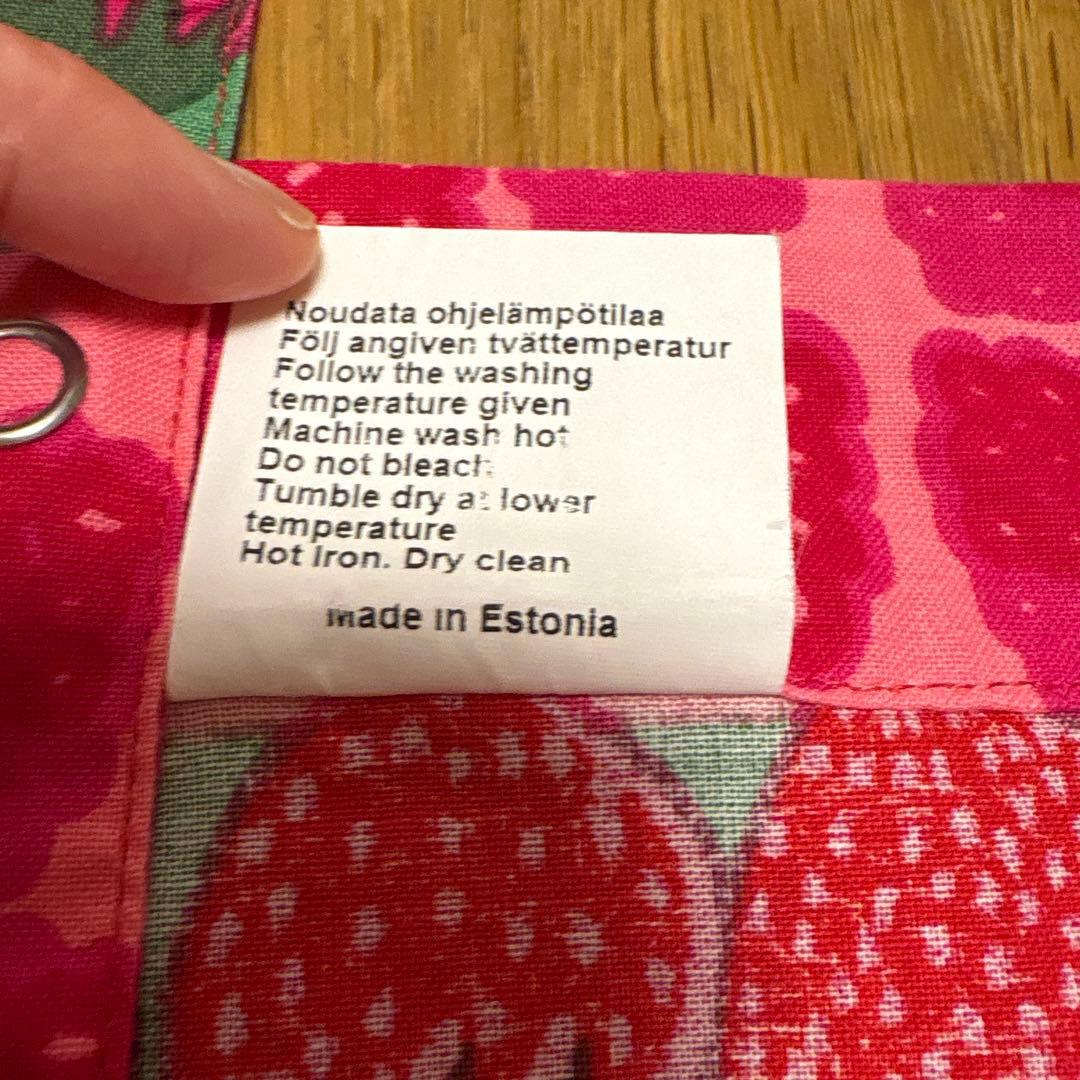 Noudata ohjelämpötilaa
Följ angiven tvättemperatur
Follow the washing
temperature given
Machine wash hot
Do not bleach
Tumble dry at lower
temperature
Hot Iron. Dry clean
Made in Estonia